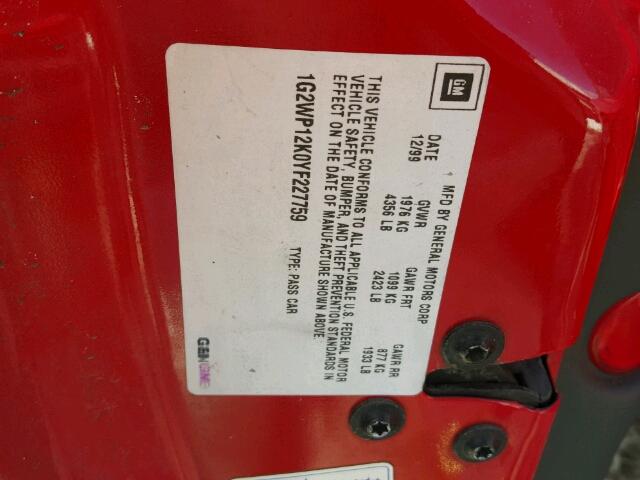 GM
MFD BY GENERAL MOTORS CORP
DATE GVWR GAWR FRT GAWR RR
12/99 1976 KG 1099 KG 877 KG
4356 LB 2423 LB 1933 LB
THIS VEHICLE CONFORMS TO ALL APPLICABLE U.S. FEDERAL MOTOR
VEHICLE SAFETY, BUMPER, AND THEFT PREVENTION STANDARDS IN
EFFECT ON THE DATE OF MANUFACTURE SHOWN ABOVE.
1G2WP12K0YF227759 TYPE: PASS CAR